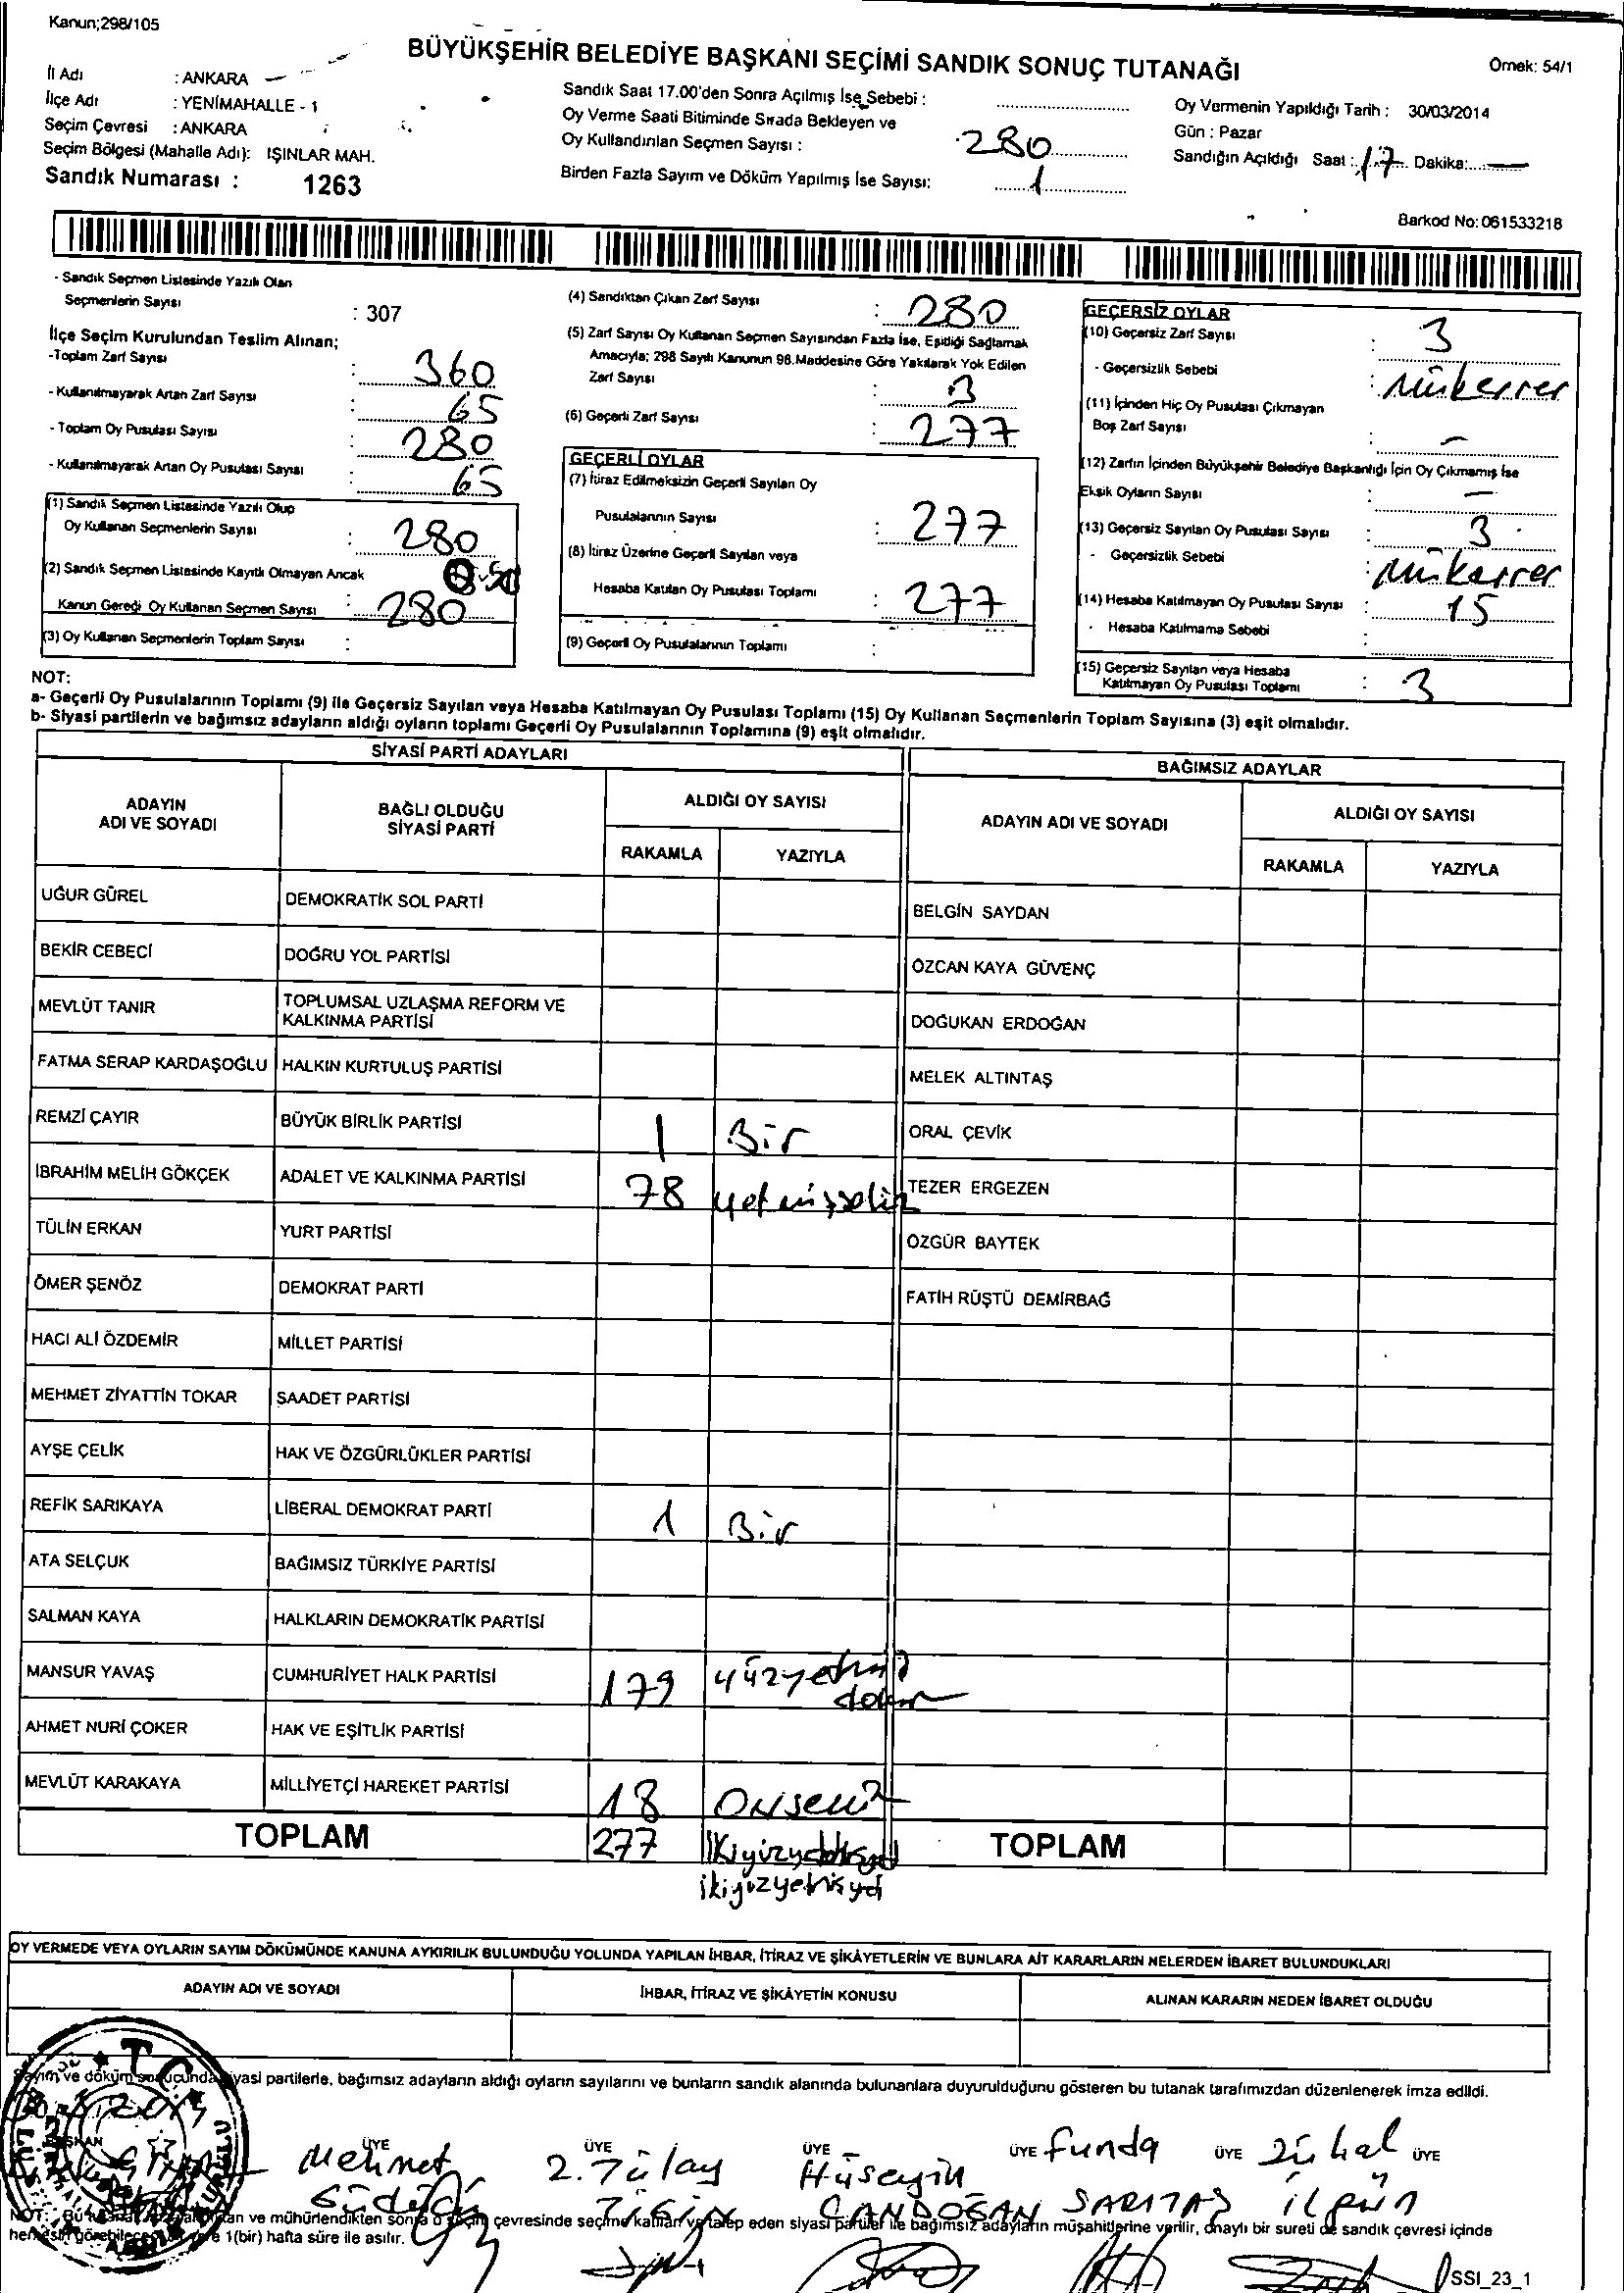 Kanun;298/105
BÜYÜKŞEHİR BELEDİYE BAŞKANI SEÇİMİ SANDIK SONUÇ TUTANAĞI
Örnek: 54/1
İl Adı : ANKARA
İlçe Adı : YENİMAHALLE - 1
Seçim Çevresi : ANKARA
Seçim Bölgesi (Mahalle Adı): IŞINLAR MAH.
Sandık Numarası : 1263
Sandık Saat 17.00'den Sonra Açılmış İse Sebebi :
Oy Verme Saati Bitiminde Sırada Bekleyen ve
Oy Kullandırılan Seçmen Sayısı : 280
Birden Fazla Sayım ve Döküm Yapılmış İse Sayısı: 1
Oy Vermenin Yapıldığı Tarih : 30/03/2014
Gün : Pazar
Sandığın Açıldığı Saat : 17 Dakika: —
Barkod No: 061533218
- Sandık Seçmen Listesinde Yazılı Olan
Seçmenlerin Sayısı : 307
İlçe Seçim Kurulundan Teslim Alınan;
-Toplam Zarf Sayısı : 360
- Kullanılmayarak Artan Zarf Sayısı : 65
- Toplam Oy Pusulası Sayısı : 280
- Kullanılmayarak Artan Oy Pusulası Sayısı : 65
(1) Sandık Seçmen Listesinde Yazılı Olup
Oy Kullanan Seçmenlerin Sayısı : 280
(2) Sandık Seçmen Listesinde Kayıtlı Olmayan Ancak
Kanun Gereği Oy Kullanan Seçmen Sayısı : 280
(3) Oy Kullanan Seçmenlerin Toplam Sayısı :
(4) Sandıktan Çıkan Zarf Sayısı : 280
(5) Zarf Sayısı Oy Kullanan Seçmen Sayısından Fazla İse, Eşitliği Sağlamak
Amacıyla; 298 Sayılı Kanunun 98.Maddesine Göre Yakılarak Yok Edilen
Zarf Sayısı : 3
(6) Geçerli Zarf Sayısı : 277
GEÇERLİ OYLAR
(7) İtiraz Edilmeksizin Geçerli Sayılan Oy
Pusulalarının Sayısı : 277
(8) İtiraz Üzerine Geçerli Sayılan veya
Hesaba Katılan Oy Pusulası Toplamı : 277
(9) Geçerli Oy Pusulalarının Toplamı :
GEÇERSİZ OYLAR
(10) Geçersiz Zarf Sayısı : 3
- Geçersizlik Sebebi : Mükerrer
(11) İçinden Hiç Oy Pusulası Çıkmayan
Boş Zarf Sayısı : –
(12) Zarfın İçinden Büyükşehir Belediye Başkanlığı İçin Oy Çıkmamış İse
Eksik Oyların Sayısı : –
(13) Geçersiz Sayılan Oy Pusulası Sayısı : 3
- Geçersizlik Sebebi : Mükerrer
(14) Hesaba Katılmayan Oy Pusulası Sayısı : 15
- Hesaba Katılmama Sebebi :
(15) Geçersiz Sayılan veya Hesaba
Katılmayan Oy Pusulası Toplamı : 3
NOT:
a- Geçerli Oy Pusulalarının Toplamı (9) ile Geçersiz Sayılan veya Hesaba Katılmayan Oy Pusulası Toplamı (15) Oy Kullanan Seçmenlerin Toplam Sayısına (3) eşit olmalıdır.
b- Siyasi partilerin ve bağımsız adayların aldığı oyların toplamı Geçerli Oy Pusulalarının Toplamına (9) eşit olmalıdır.
SİYASİ PARTİ ADAYLARI
ADAYIN
ADI VE SOYADI
BAĞLI OLDUĞU
SİYASİ PARTİ
ALDIĞI OY SAYISI
RAKAMLA YAZIYLA
UĞUR GÜREL DEMOKRATİK SOL PARTİ
BEKİR CEBECİ DOĞRU YOL PARTİSİ
MEVLÜT TANIR TOPLUMSAL UZLAŞMA REFORM VE
KALKINMA PARTİSİ
FATMA SERAP KARDAŞOĞLU HALKIN KURTULUŞ PARTİSİ
REMZİ ÇAYIR BÜYÜK BİRLİK PARTİSİ 1 Bir
İBRAHİM MELİH GÖKÇEK ADALET VE KALKINMA PARTİSİ 78 yetmişsekiz
TÜLİN ERKAN YURT PARTİSİ
ÖMER ŞENÖZ DEMOKRAT PARTİ
HACI ALİ ÖZDEMİR MİLLET PARTİSİ
MEHMET ZİYATTİN TOKAR SAADET PARTİSİ
AYŞE ÇELİK HAK VE ÖZGÜRLÜKLER PARTİSİ
REFİK SARIKAYA LİBERAL DEMOKRAT PARTİ 1 Bir
ATA SELÇUK BAĞIMSIZ TÜRKİYE PARTİSİ
SALMAN KAYA HALKLARIN DEMOKRATİK PARTİSİ
MANSUR YAVAŞ CUMHURİYET HALK PARTİSİ 179 yüzyetmiş
dokuz
AHMET NURİ ÇOKER HAK VE EŞİTLİK PARTİSİ
MEVLÜT KARAKAYA MİLLİYETÇİ HAREKET PARTİSİ 18 Onsekiz
TOPLAM 277
ikiyüzyetmişyedi
BAĞIMSIZ ADAYLAR
ADAYIN ADI VE SOYADI
ALDIĞI OY SAYISI
RAKAMLA YAZIYLA
BELGİN SAYDAN
ÖZCAN KAYA GÜVENÇ
DOĞUKAN ERDOĞAN
MELEK ALTINTAŞ
ORAL ÇEVİK
TEZER ERGEZEN
ÖZGÜR BAYTEK
FATİH RÜŞTÜ DEMİRBAĞ
TOPLAM
OY VERMEDE VEYA OYLARIN SAYIM DÖKÜMÜNDE KANUNA AYKIRILIK BULUNDUĞU YOLUNDA YAPILAN İHBAR, İTİRAZ VE ŞİKÂYETLERİN VE BUNLARA AİT KARARLARIN NELERDEN İBARET BULUNDUKLARI
ADAYIN ADI VE SOYADI İHBAR, İTİRAZ VE ŞİKÂYETİN KONUSU ALINAN KARARIN NEDEN İBARET OLDUĞU
Sayım ve döküm sonucunda siyasi partilerle, bağımsız adayların aldığı oyların sayılarını ve bunların sandık alanında bulunanlara duyurulduğunu gösteren bu tutanak tarafımızdan düzenlenerek imza edildi.
T.C.
BAŞKAN ÜYE ÜYE ÜYE ÜYE ÜYE ÜYE
Mehmet 2.Tülay Hüseyin Funda Zühal
CANDOĞAN SARITAŞ
NOT: Bu tutanak ve mühürlendikten sonra o seçim çevresinde seçime katılan ve talep eden siyasi partiler ile bağımsız adayların müşahitlerine verilir, onaylı bir sureti de sandık çevresi içinde
herkesin görebileceği yere 1(bir) hafta süre ile asılır.
SSI_23_1